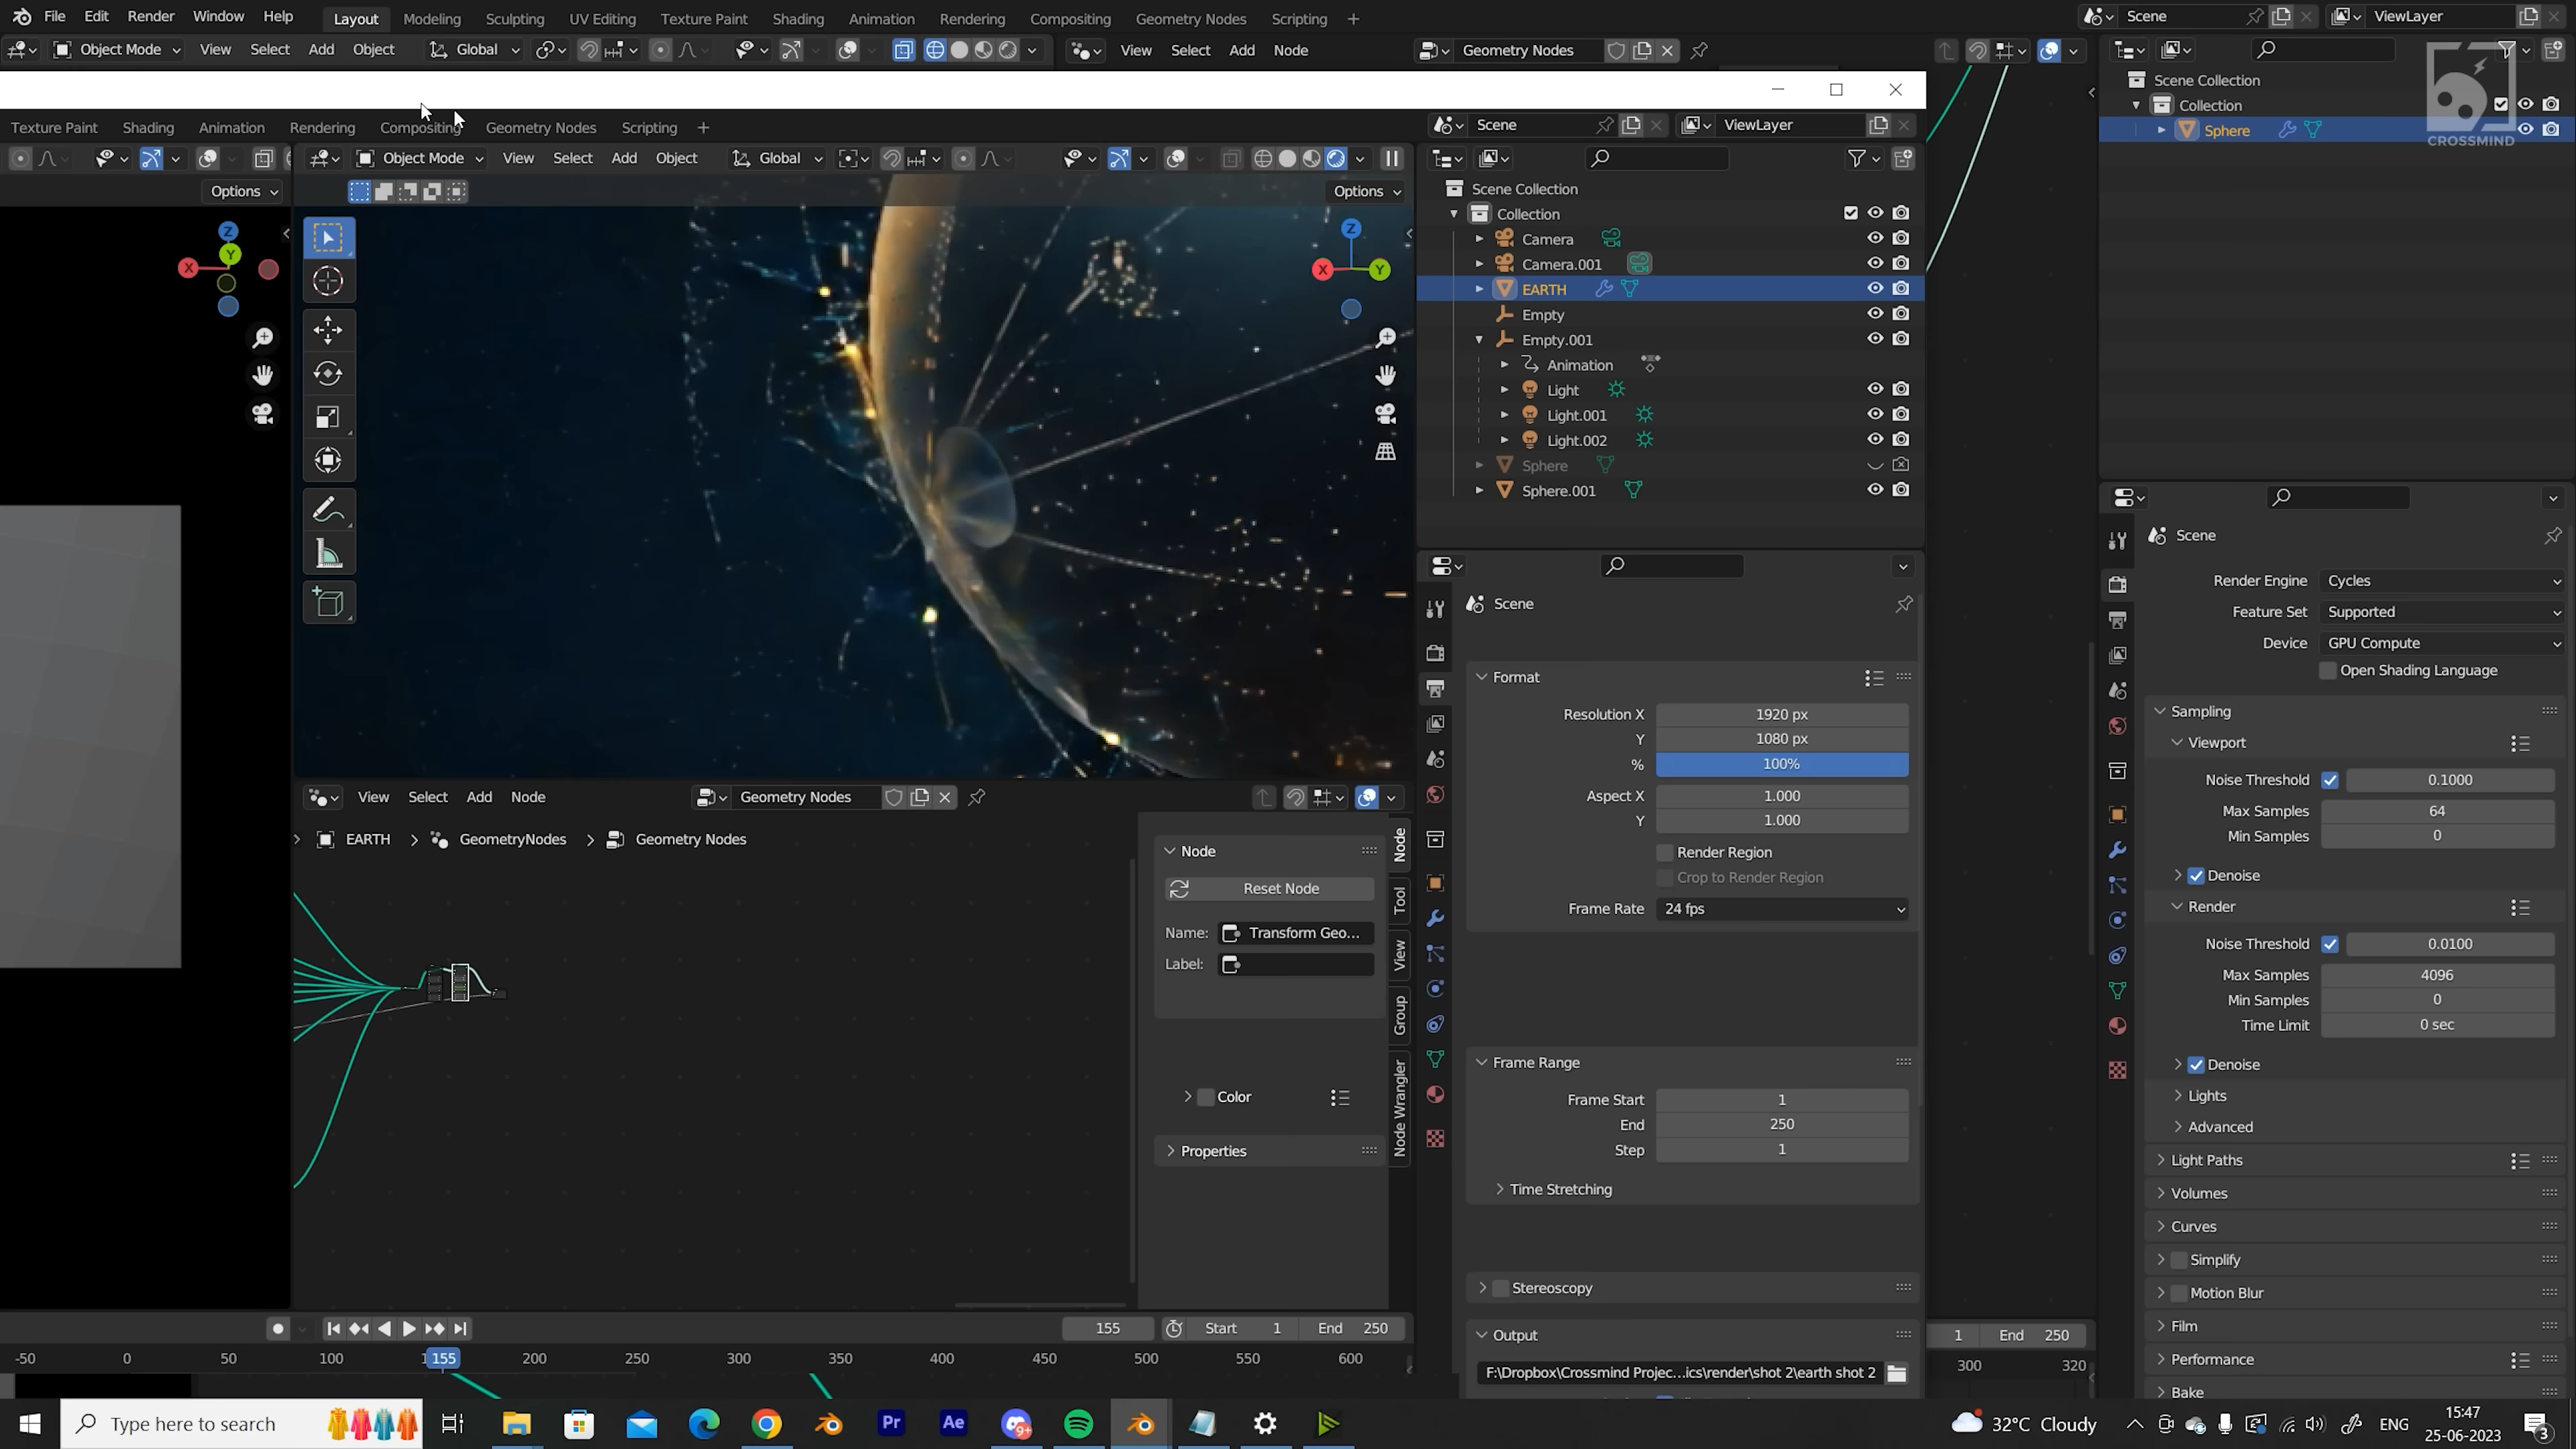 File Edit Render Window Help Layout Modeling Sculpting UV Editing Texture Paint Shading Animation Rendering Compositing Geometry Nodes Scripting + Scene ViewLayer
Object Mode View Select Add Object Global View Select Add Node Geometry Nodes
Scene Collection
Collection
Sphere
CROSSMIND
Texture Paint Shading Animation Rendering Compositing Geometry Nodes Scripting + Scene ViewLayer
Object Mode View Select Add Object Global
Options
Options
Z
Y
X
Z
X
Y
Scene Collection
Collection
Camera
Camera.001
EARTH
Empty
Empty.001
Animation
Light
Light.001
Light.002
Sphere
Sphere.001
Scene
Format
Resolution X 1920 px
Y 1080 px
% 100%
Aspect X 1.000
Y 1.000
Render Region
Crop to Render Region
Frame Rate 24 fps
Frame Range
Frame Start 1
End 250
Step 1
Time Stretching
Stereoscopy
Output
F:\Dropbox\Crossmind Projec...ics\render\shot 2\earth shot 2
View Select Add Node Geometry Nodes
EARTH > GeometryNodes > Geometry Nodes
Node
Reset Node
Name: Transform Geo...
Label:
Color
Properties
Node
Tool
View
Group
Node Wrangler
155 Start 1 End 250
-50 0 50 100 155 200 250 300 350 400 450 500 550 600
1 End 250
300 320
Scene
Render Engine Cycles
Feature Set Supported
Device GPU Compute
Open Shading Language
Sampling
Viewport
Noise Threshold 0.1000
Max Samples 64
Min Samples 0
Denoise
Render
Noise Threshold 0.0100
Max Samples 4096
Min Samples 0
Time Limit 0 sec
Denoise
Lights
Advanced
Light Paths
Volumes
Curves
Simplify
Motion Blur
Film
Performance
Bake
Type here to search
Pr Ae 9+
32°C Cloudy
ENG
15:47
25-06-2023
3